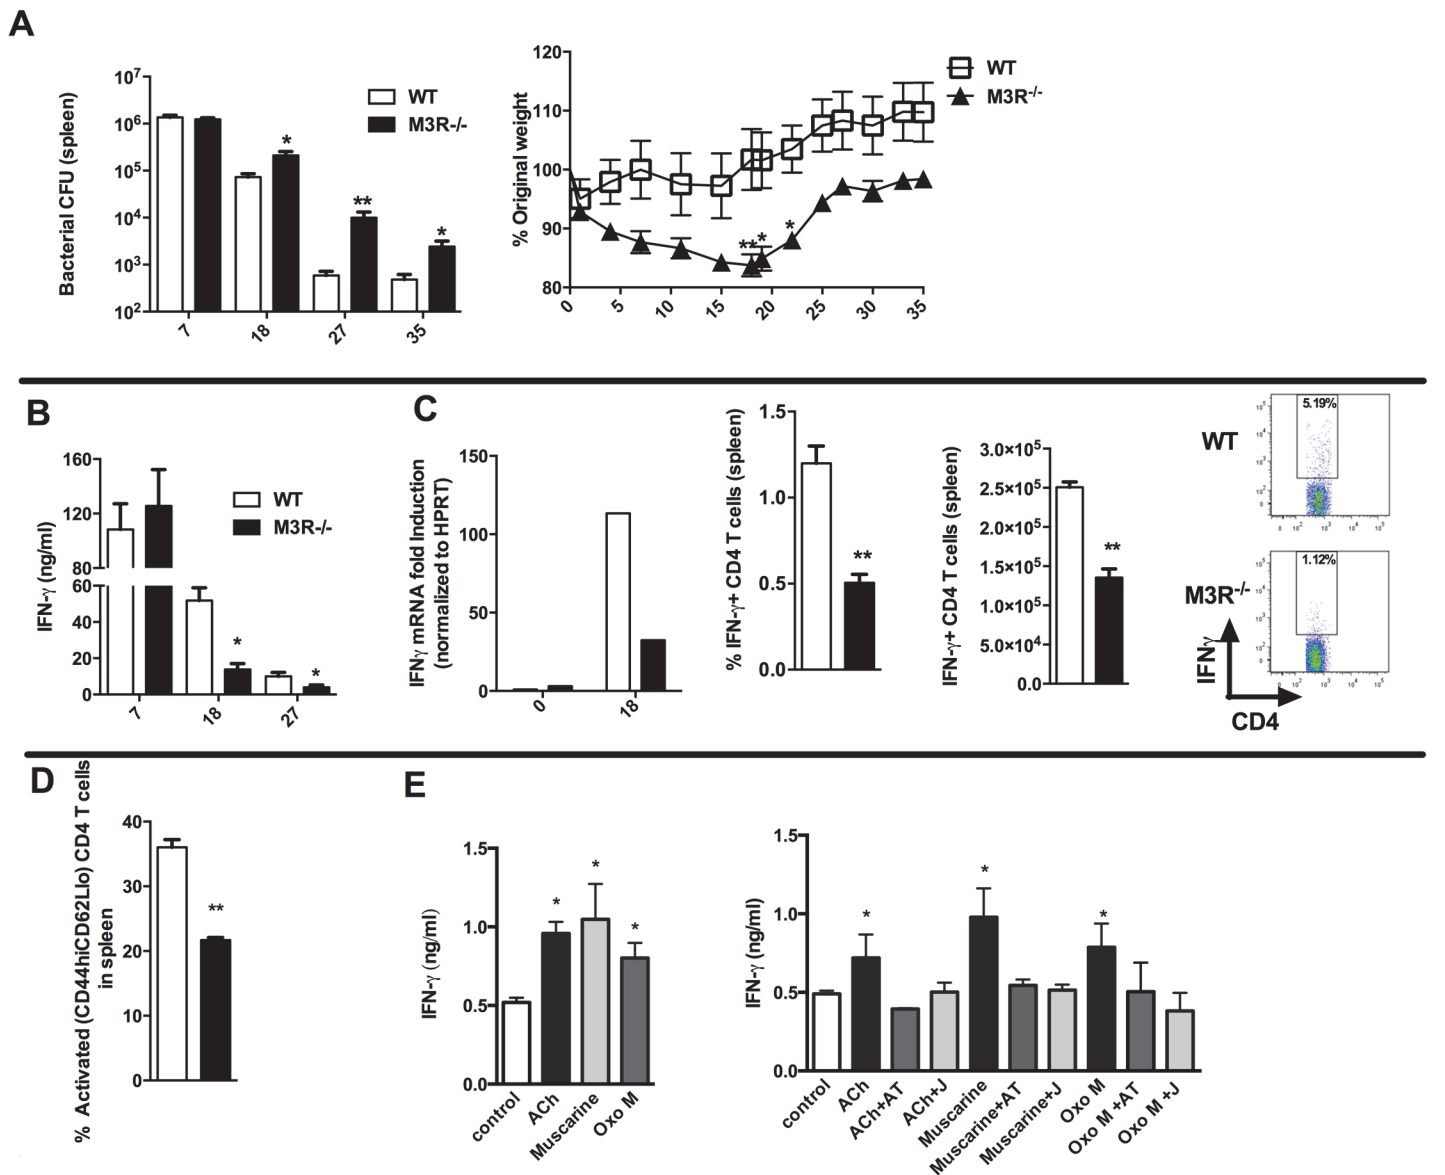 A
Bacterial CFU (spleen)
10⁷
10⁶
10⁵
10⁴
10³
10²
7
18
27
35
WT
M3R-/-
*
**
*
% Original weight
120
110
100
90
80
0
5
10
15
20
25
30
35
WT
M3R-/-
**
*
*
B
IFN-γ (ng/ml)
160
120
80
60
40
20
0
7
18
27
WT
M3R-/-
*
*
C
IFNγ mRNA fold Induction
(normalized to HPRT)
150
100
50
0
0
18
% IFN-γ+ CD4 T cells (spleen)
1.5
1.0
0.5
0.0
**
IFN-γ+ CD4 T cells (spleen)
3.0×10⁵
2.5×10⁵
2.0×10⁵
1.5×10⁵
1.0×10⁵
5.0×10⁴
0.0
**
WT
5.19%
M3R-/-
1.12%
IFNγ
CD4
D
% Activated (CD44hiCD62Llo) CD4 T cells
in spleen
40
30
20
10
0
**
E
IFN-γ (ng/ml)
1.5
1.0
0.5
0.0
*
*
*
control
ACh
Muscarine
Oxo M
IFN-γ (ng/ml)
1.5
1.0
0.5
0.0
*
*
*
control
ACh
ACh+AT
ACh+J
Muscarine
Muscarine+AT
Muscarine+J
Oxo M
Oxo M +AT
Oxo M +J